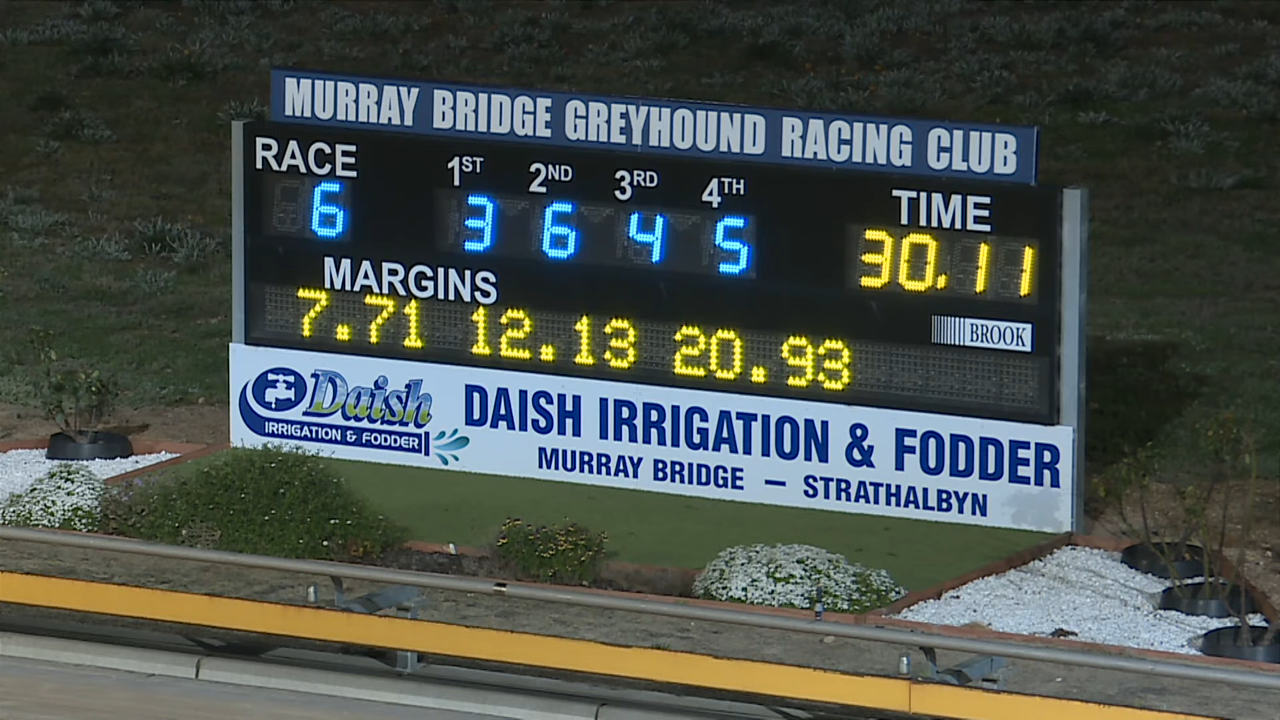 MURRAY BRIDGE GREYHOUND RACING CLUB
RACE 1ST 2ND 3RD 4TH TIME
6 3 6 4 5 30.11
MARGINS
7.71 12.13 20.93
BROOK
Daish
IRRIGATION & FODDER
DAISH IRRIGATION & FODDER
MURRAY BRIDGE – STRATHALBYN